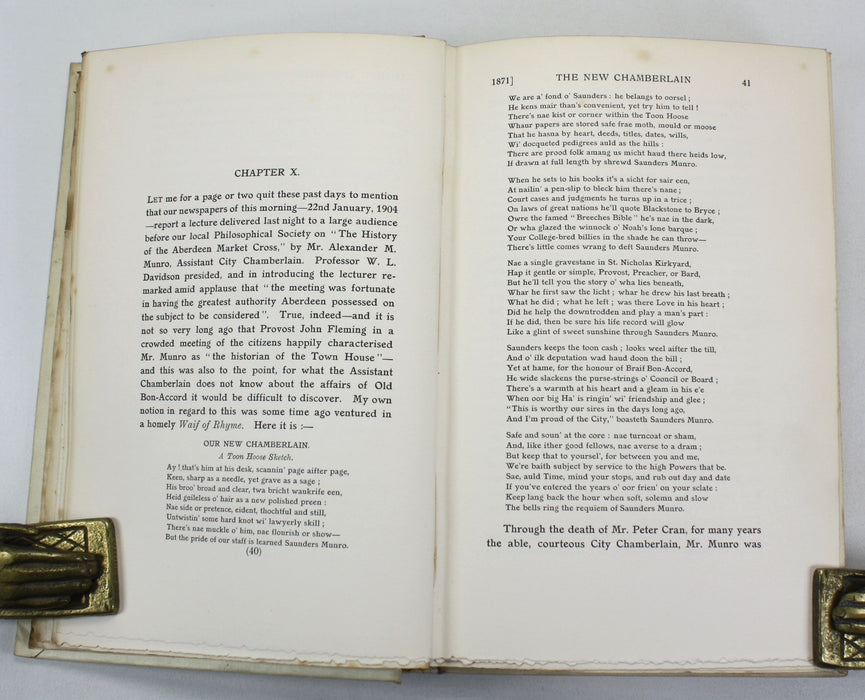 CHAPTER X.
LET me for a page or two quit these past days to mention
that our newspapers of this morning—22nd January, 1904
—report a lecture delivered last night to a large audience
before our local Philosophical Society on "The History
of the Aberdeen Market Cross," by Mr. Alexander M.
Munro, Assistant City Chamberlain. Professor W. L.
Davidson presided, and in introducing the lecturer re-
marked amid applause that "the meeting was fortunate
in having the greatest authority Aberdeen possessed on
the subject to be considered". True, indeed—and it is
not so very long ago that Provost John Fleming in a
crowded meeting of the citizens happily characterised
Mr. Munro as "the historian of the Town House"—
and this was also to the point, for what the Assistant
Chamberlain does not know about the affairs of Old
Bon-Accord it would be difficult to discover. My own
notion in regard to this was some time ago ventured in
a homely Waif of Rhyme. Here it is :—
OUR NEW CHAMBERLAIN.
A Toon Hoose Sketch.
Ay! that's him at his desk, scannin' page aifter page,
Keen, sharp as a needle, yet grave as a sage;
His broo' broad and clear, twa bricht waukrife een,
Heid guileless o' hair as a new polished preen:
Nae side or pretence, eident, thochtful and still,
Untwistin' some hard knot wi' lawyerly skill;
There's nae muckle o' him, nae flourish or show—
But the pride of our staff is learned Saunders Munro.
(40)
1871] THE NEW CHAMBERLAIN 41
We are a' fond o' Saunders: he belangs to oorsel;
He kens mair than's convenient, yet try him to tell!
There's nae kist or corner within the Toon Hoose
Whaur papers are stored safe frae moth, mould or moose
That he hasna by heart, deeds, titles, dates, wills,
Wi' docqueted pedigrees auld as the hills:
There are prood folk amang us micht haud there heids low,
If drawn at full length by shrewd Saunders Munro.
When he sets to his books it's a sicht for sair een,
At nailin' a pen-slip to bleck him there's nane;
Court cases and judgments he turns up in a trice;
On laws of great nations he'll quote Blackstone to Bryce;
Owre the famed "Breeches Bible" he's nae in the dark,
Or wha glazed the winnock o' Noah's lone barque;
Your College-bred billies in the shade he can throw—
There's little comes wrang to deft Saunders Munro.
Nae a single gravestane in St. Nicholas Kirkyard,
Hap it gentle or simple, Provost, Preacher, or Bard,
But he'll tell you the story o' wha lies beneath,
Whar he first saw the licht; whar he drew his last breath;
What he did; what he left; was there Love in his heart;
Did he help the downtrodden and play a man's part:
If he did, then be sure his life record will glow
Like a glint of sweet sunshine through Saunders Munro.
Saunders keeps the toon cash; looks weel aifter the till,
And o' ilk deputation wad haud doon the bill;
Yet at hame, for the honour of Braif Bon-Accord,
He wide slackens the purse-strings o' Cooncil or Board;
There's a warmth at his heart and a gleam in his e'e
When oor big Ha' is ringin' wi' friendship and glee;
"This is worthy our sires in the days long ago,
And I'm proud of the City," boasteth Saunders Munro.
Safe and soun' at the core: nae turncoat or sham,
And, like ither good fellows, nae averse to a dram;
But keep that to yoursel', for between you and me,
We're baith subject by service to the high Powers that be.
Sae, auld Time, mind your stops, and rub out day and date
If you've entered the years o' oor frien' on your sclate:
Keep lang back the hour when soft, solemn and slow
The bells ring the requiem of Saunders Munro.
Through the death of Mr. Peter Cran, for many years
the able, courteous City Chamberlain, Mr. Munro was